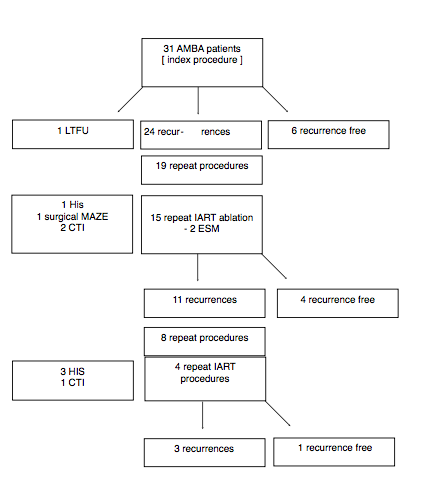 31 AMBA patients
[ index procedure ]
1 LTFU
24 recur- rences
6 recurrence free
19 repeat procedures
1 His
1 surgical MAZE
2 CTI
15 repeat IART ablation
- 2 ESM
11 recurrences
4 recurrence free
8 repeat procedures
3 HIS
1 CTI
4 repeat IART
procedures
3 recurrences
1 recurrence free